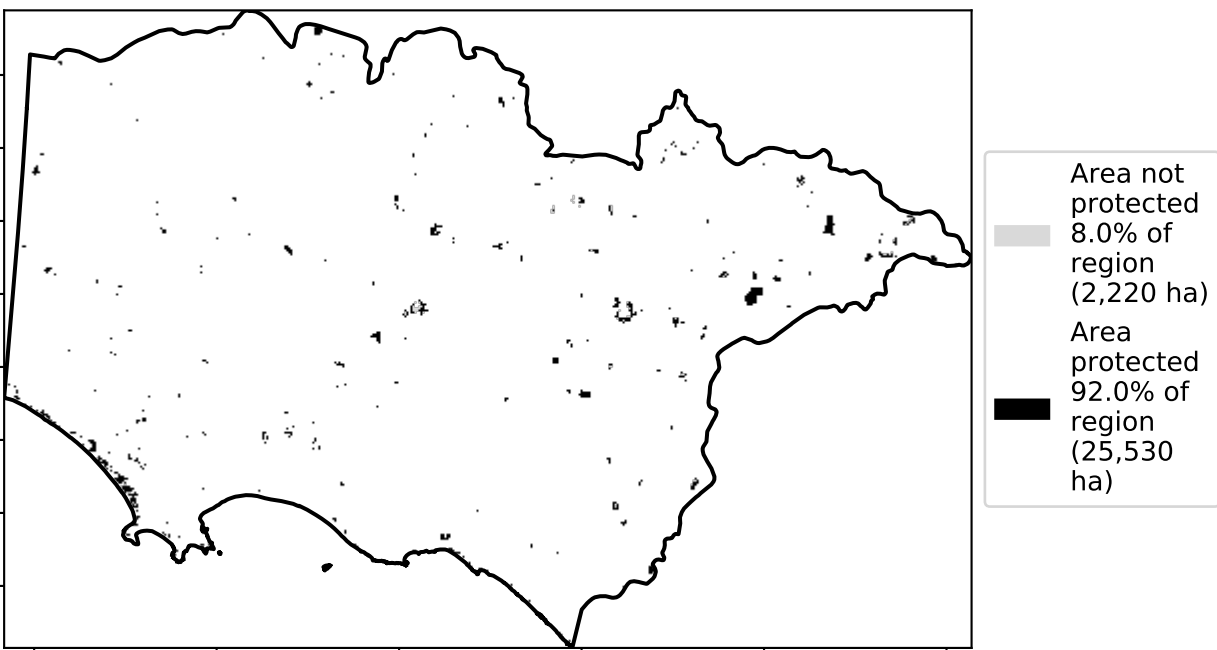 Area not
protected
8.0% of
region
(2,220 ha)
Area
protected
92.0% of
region
(25,530
ha)